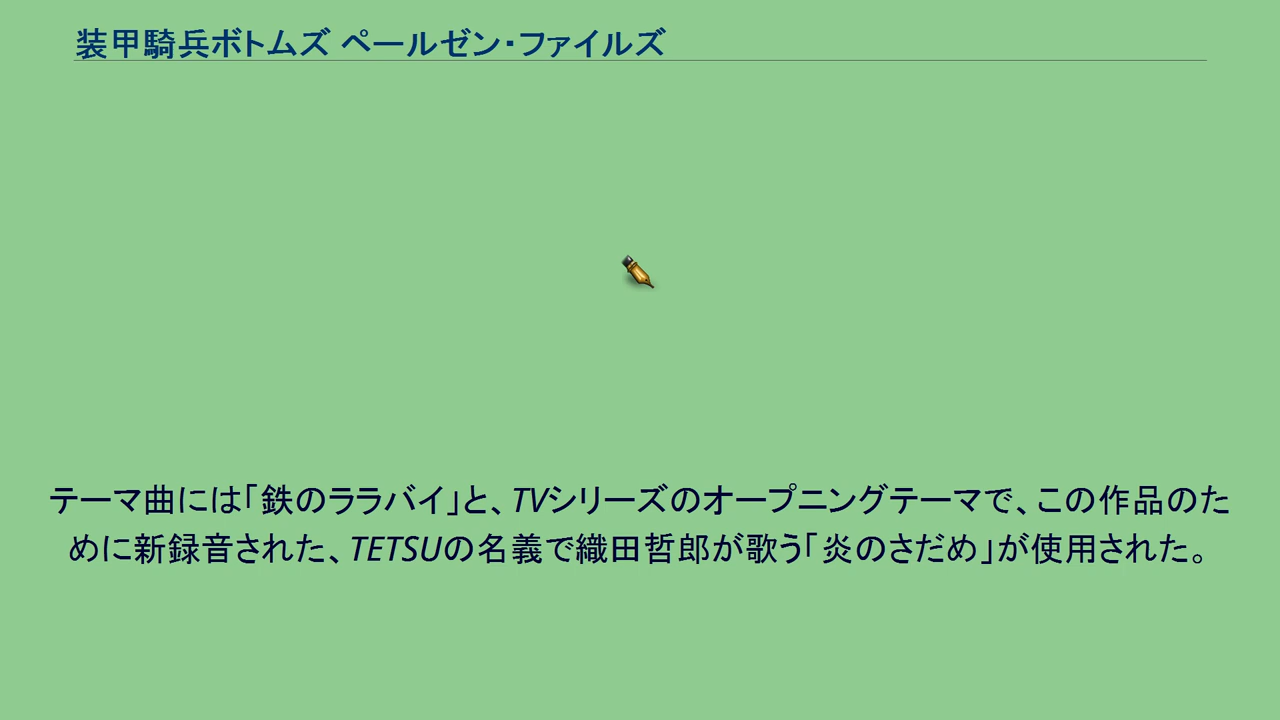 装甲騎兵ボトムズ ペールゼン・ファイルズ
テーマ曲には「鉄のララバイ」と、TVシリーズのオープニングテーマで、この作品のた
めに新録音された、TETSUの名義で織田哲郎が歌う「炎のさだめ」が使用された。